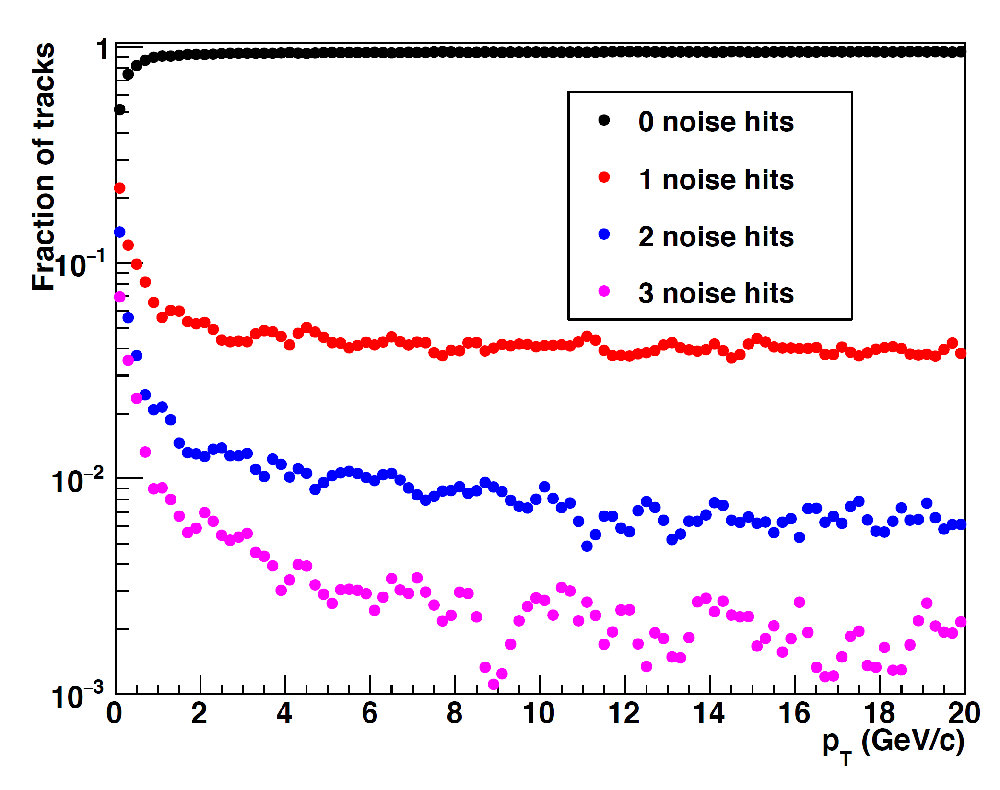 Fraction of tracks
1
10⁻¹
10⁻²
10⁻³
0 noise hits
1 noise hits
2 noise hits
3 noise hits
0 2 4 6 8 10 12 14 16 18 20
p_T (GeV/c)